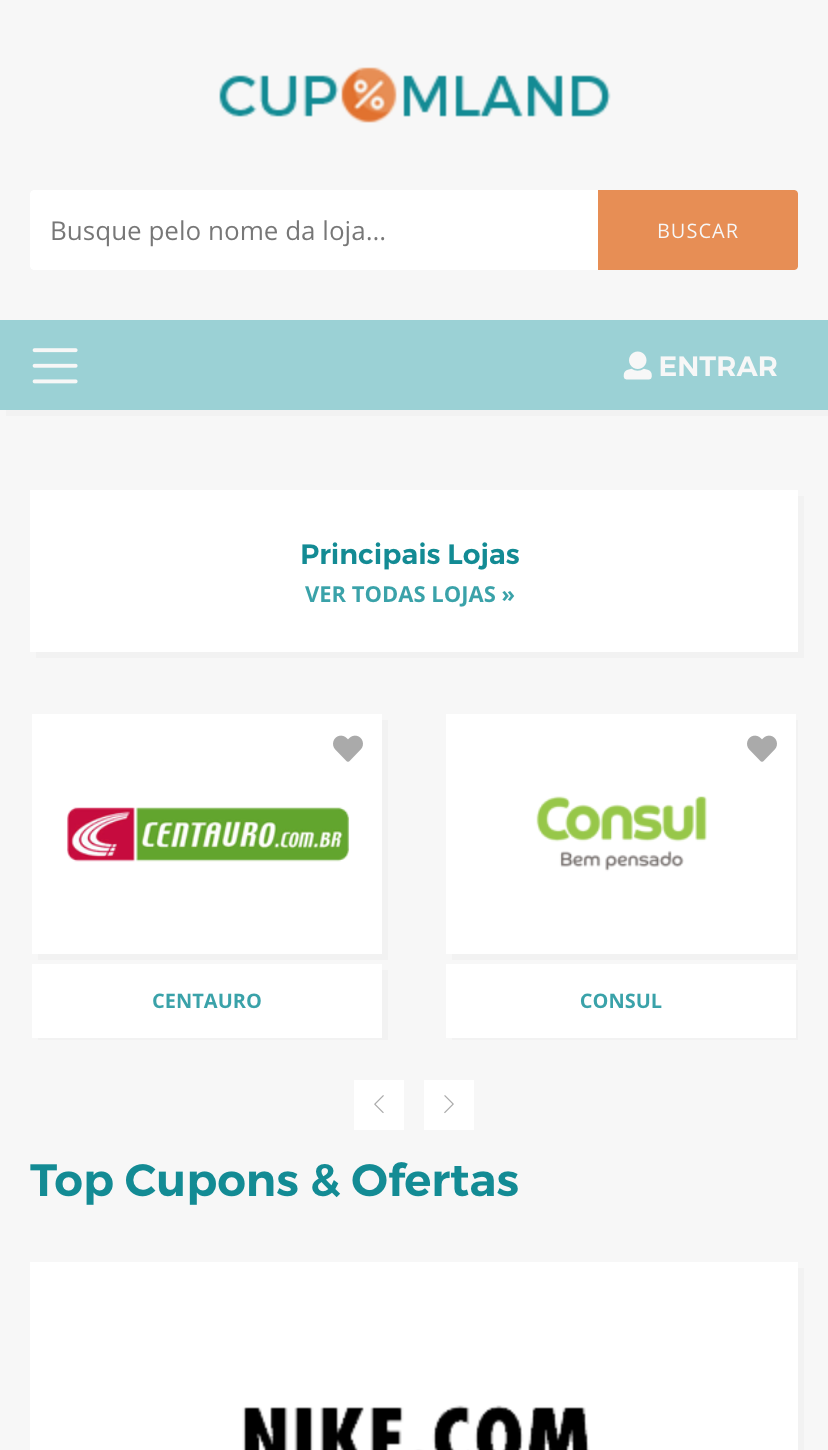 CUP%MLAND
Busque pelo nome da loja...
BUSCAR
ENTRAR
Principais Lojas
VER TODAS LOJAS »
CENTAURO.COM.BR
Consul
Bem pensado
CENTAURO
CONSUL
Top Cupons & Ofertas
NIKE.COM